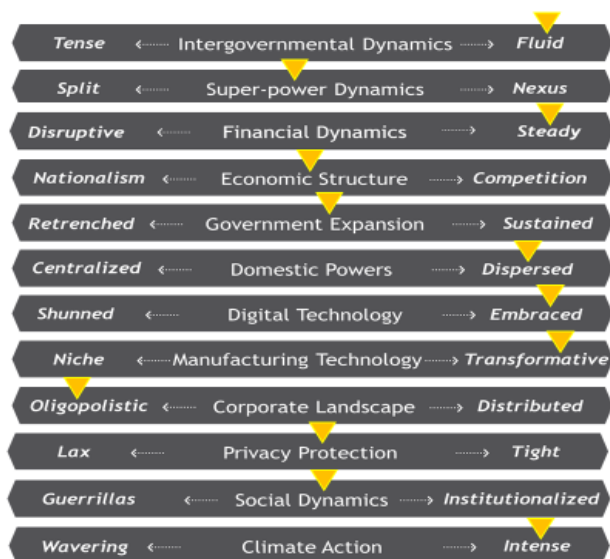 Tense Intergovernmental Dynamics Fluid
Split Super-power Dynamics Nexus
Disruptive Financial Dynamics Steady
Nationalism Economic Structure Competition
Retrenched Government Expansion Sustained
Centralized Domestic Powers Dispersed
Shunned Digital Technology Embraced
Niche Manufacturing Technology Transformative
Oligopolistic Corporate Landscape Distributed
Lax Privacy Protection Tight
Guerrillas Social Dynamics Institutionalized
Wavering Climate Action Intense